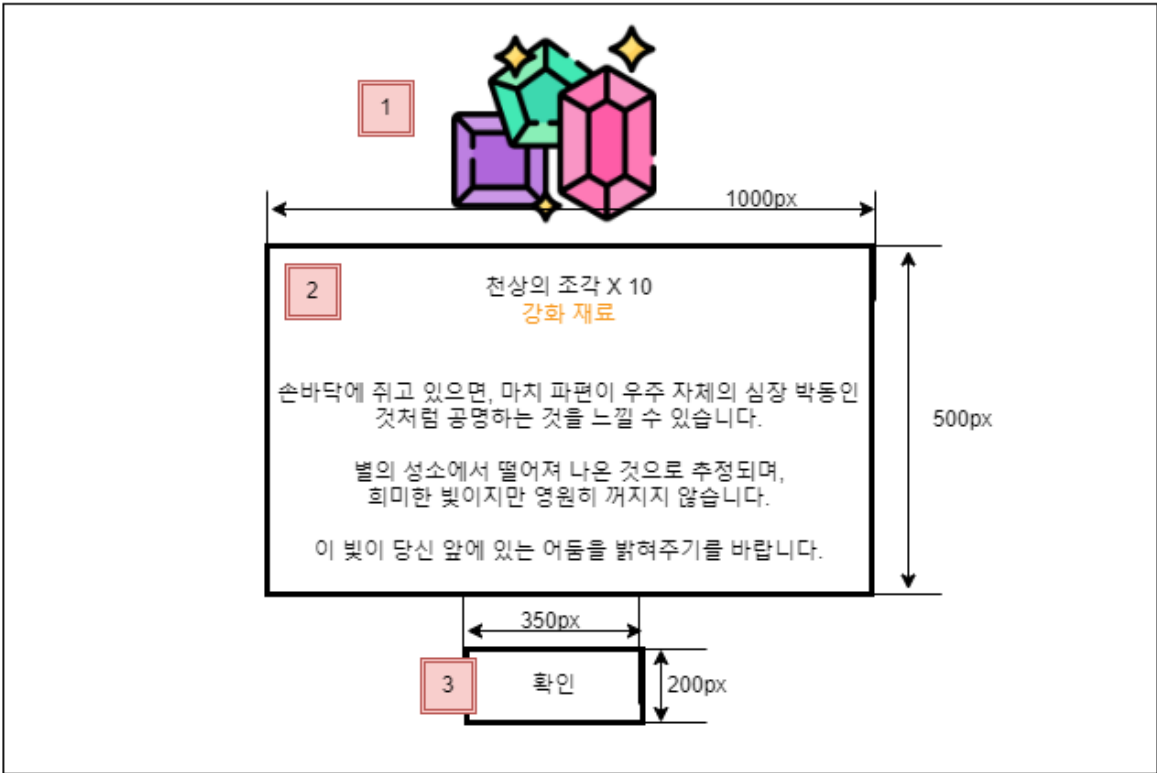 1
1000px
2
천상의 조각 X 10
강화 재료
손바닥에 쥐고 있으면, 마치 파편이 우주 자체의 심장 박동인
것처럼 공명하는 것을 느낄 수 있습니다.
500px
별의 성소에서 떨어져 나온 것으로 추정되며,
희미한 빛이지만 영원히 꺼지지 않습니다.
이 빛이 당신 앞에 있는 어둠을 밝혀주기를 바랍니다.
350px
3
확인
200px